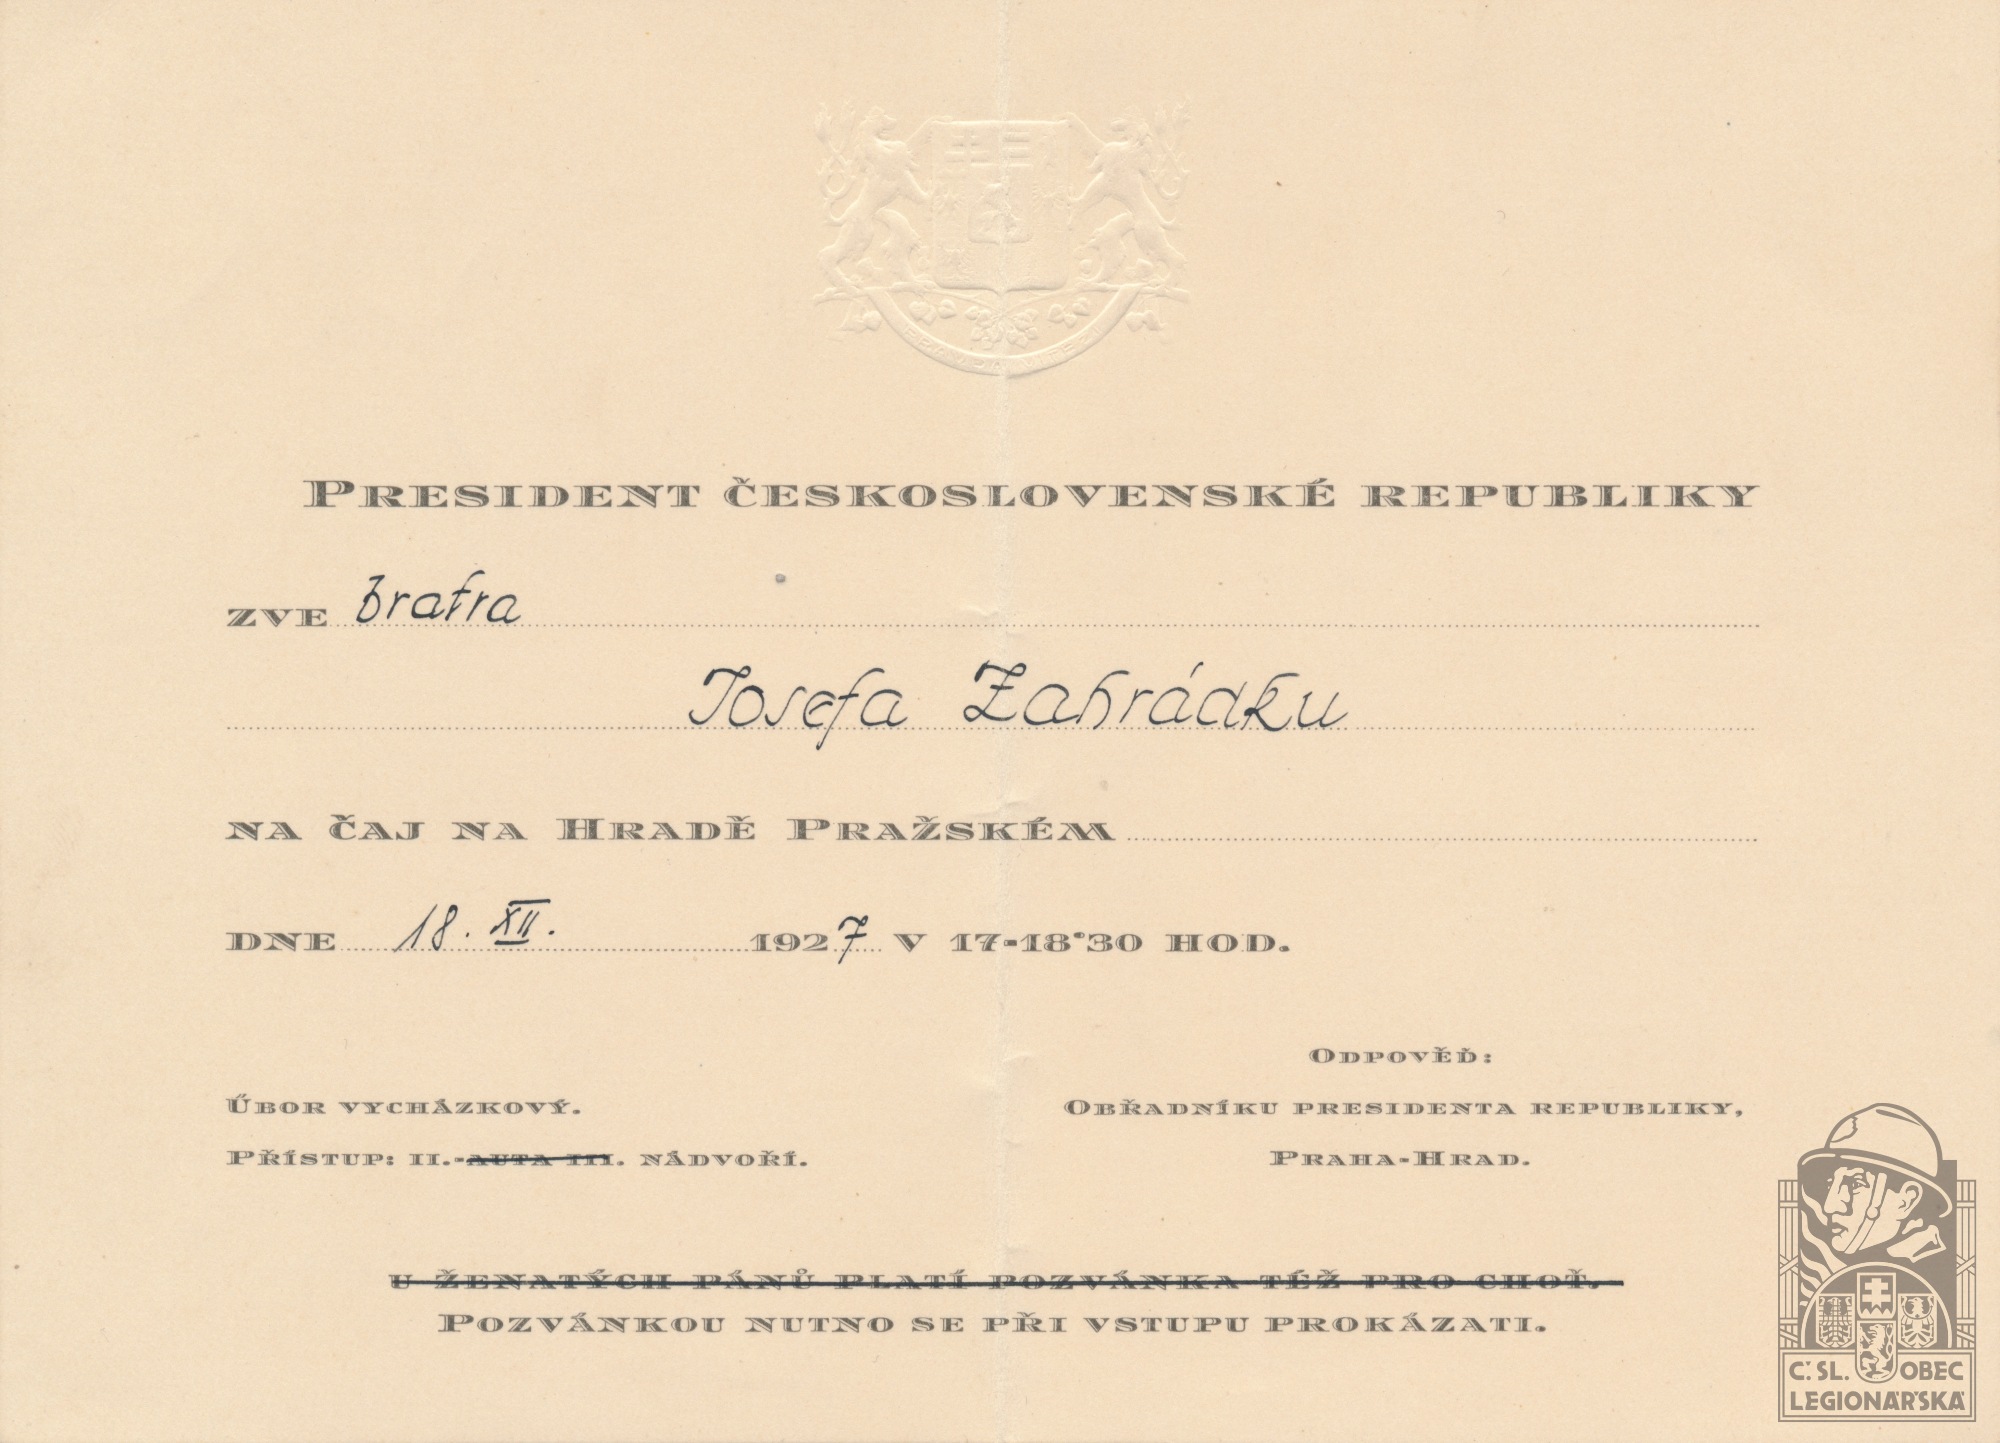 PRAVDA VÍTĚZÍ
President Československé republiky
zve bratra
Josefa Zahrádku
na čaj na Hradě Pražském
dne 18. XII. 1927 v 17-18·30 hod.
Odpověď:
Úbor vycházkový.
Obřadníku presidenta republiky,
Přístup: II.-auta III. nádvoří.
Praha-Hrad.
U ženatých pánů platí pozvánka též pro choť.
Pozvánkou nutno se při vstupu prokázati.
Č.SL. OBEC
LEGIONÁŘSKÁ